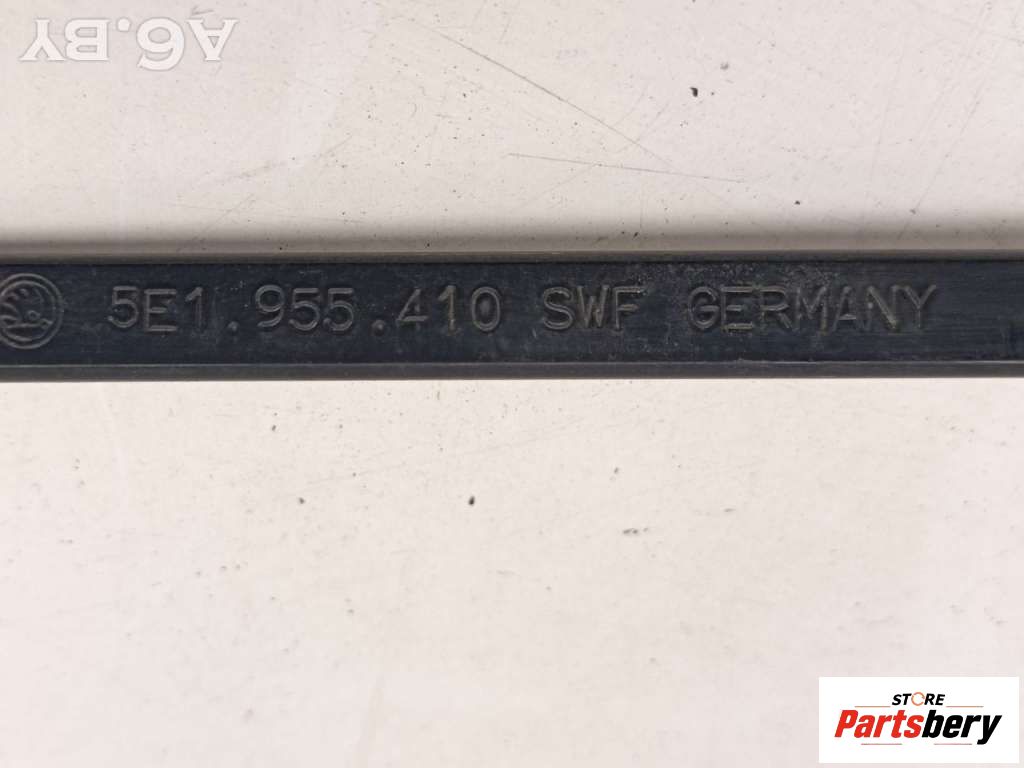 A6.BY
5E1.955.410 SWF GERMANY
STORE
Partsbery